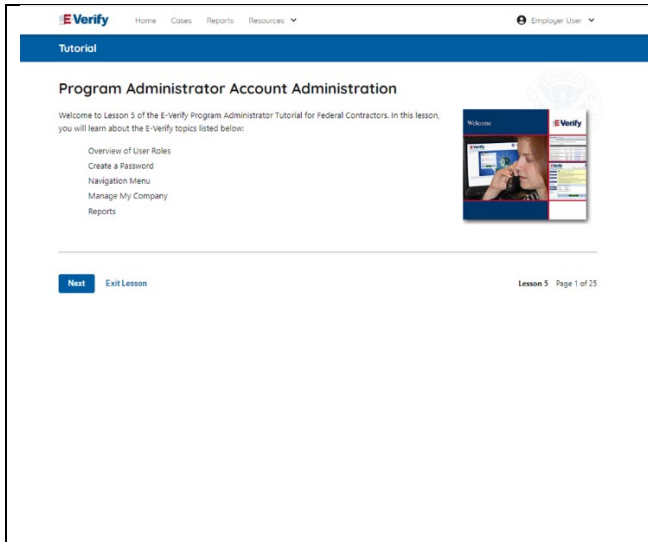 E-Verify
Home Cases Reports Resources
Employer User
Tutorial
Program Administrator Account Administration
Welcome to Lesson 5 of the E-Verify Program Administrator Tutorial for Federal Contractors. In this lesson,
you will learn about the E-Verify topics listed below:
Overview of User Roles
Create a Password
Navigation Menu
Manage My Company
Reports
Welcome
E-Verify
Next Exit Lesson
Lesson 5 Page 1 of 25